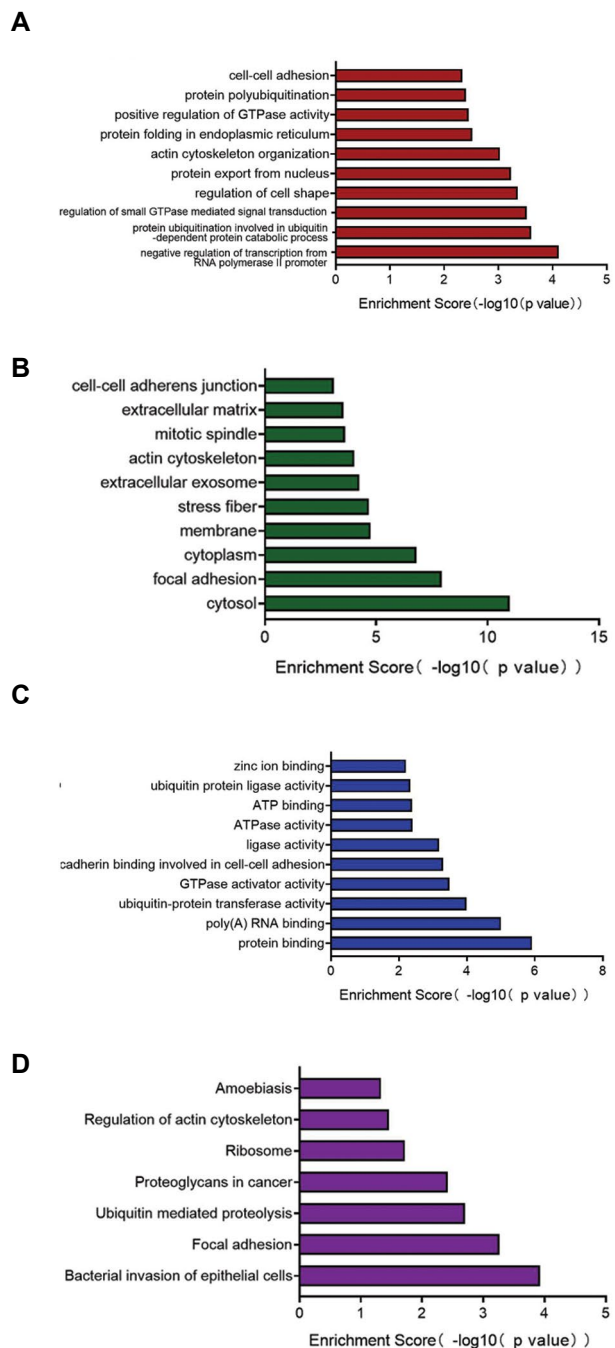 A
cell-cell adhesion
protein polyubiquitination
positive regulation of GTPase activity
protein folding in endoplasmic reticulum
actin cytoskeleton organization
protein export from nucleus
regulation of cell shape
regulation of small GTPase mediated signal transduction
protein ubiquitination involved in ubiquitin
-dependent protein catabolic process
negative regulation of transcription from
RNA polymerase II promoter
0 1 2 3 4 5
Enrichment Score(-log10(p value))
B
cell-cell adherens junction
extracellular matrix
mitotic spindle
actin cytoskeleton
extracellular exosome
stress fiber
membrane
cytoplasm
focal adhesion
cytosol
0 5 10 15
Enrichment Score( -log10( p value) )
C
zinc ion binding
ubiquitin protein ligase activity
ATP binding
ATPase activity
ligase activity
cadherin binding involved in cell-cell adhesion
GTPase activator activity
ubiquitin-protein transferase activity
poly(A) RNA binding
protein binding
0 2 4 6 8
Enrichment Score( -log10( p value) )
D
Amoebiasis
Regulation of actin cytoskeleton
Ribosome
Proteoglycans in cancer
Ubiquitin mediated proteolysis
Focal adhesion
Bacterial invasion of epithelial cells
0 1 2 3 4 5
Enrichment Score( -log10( p value) )